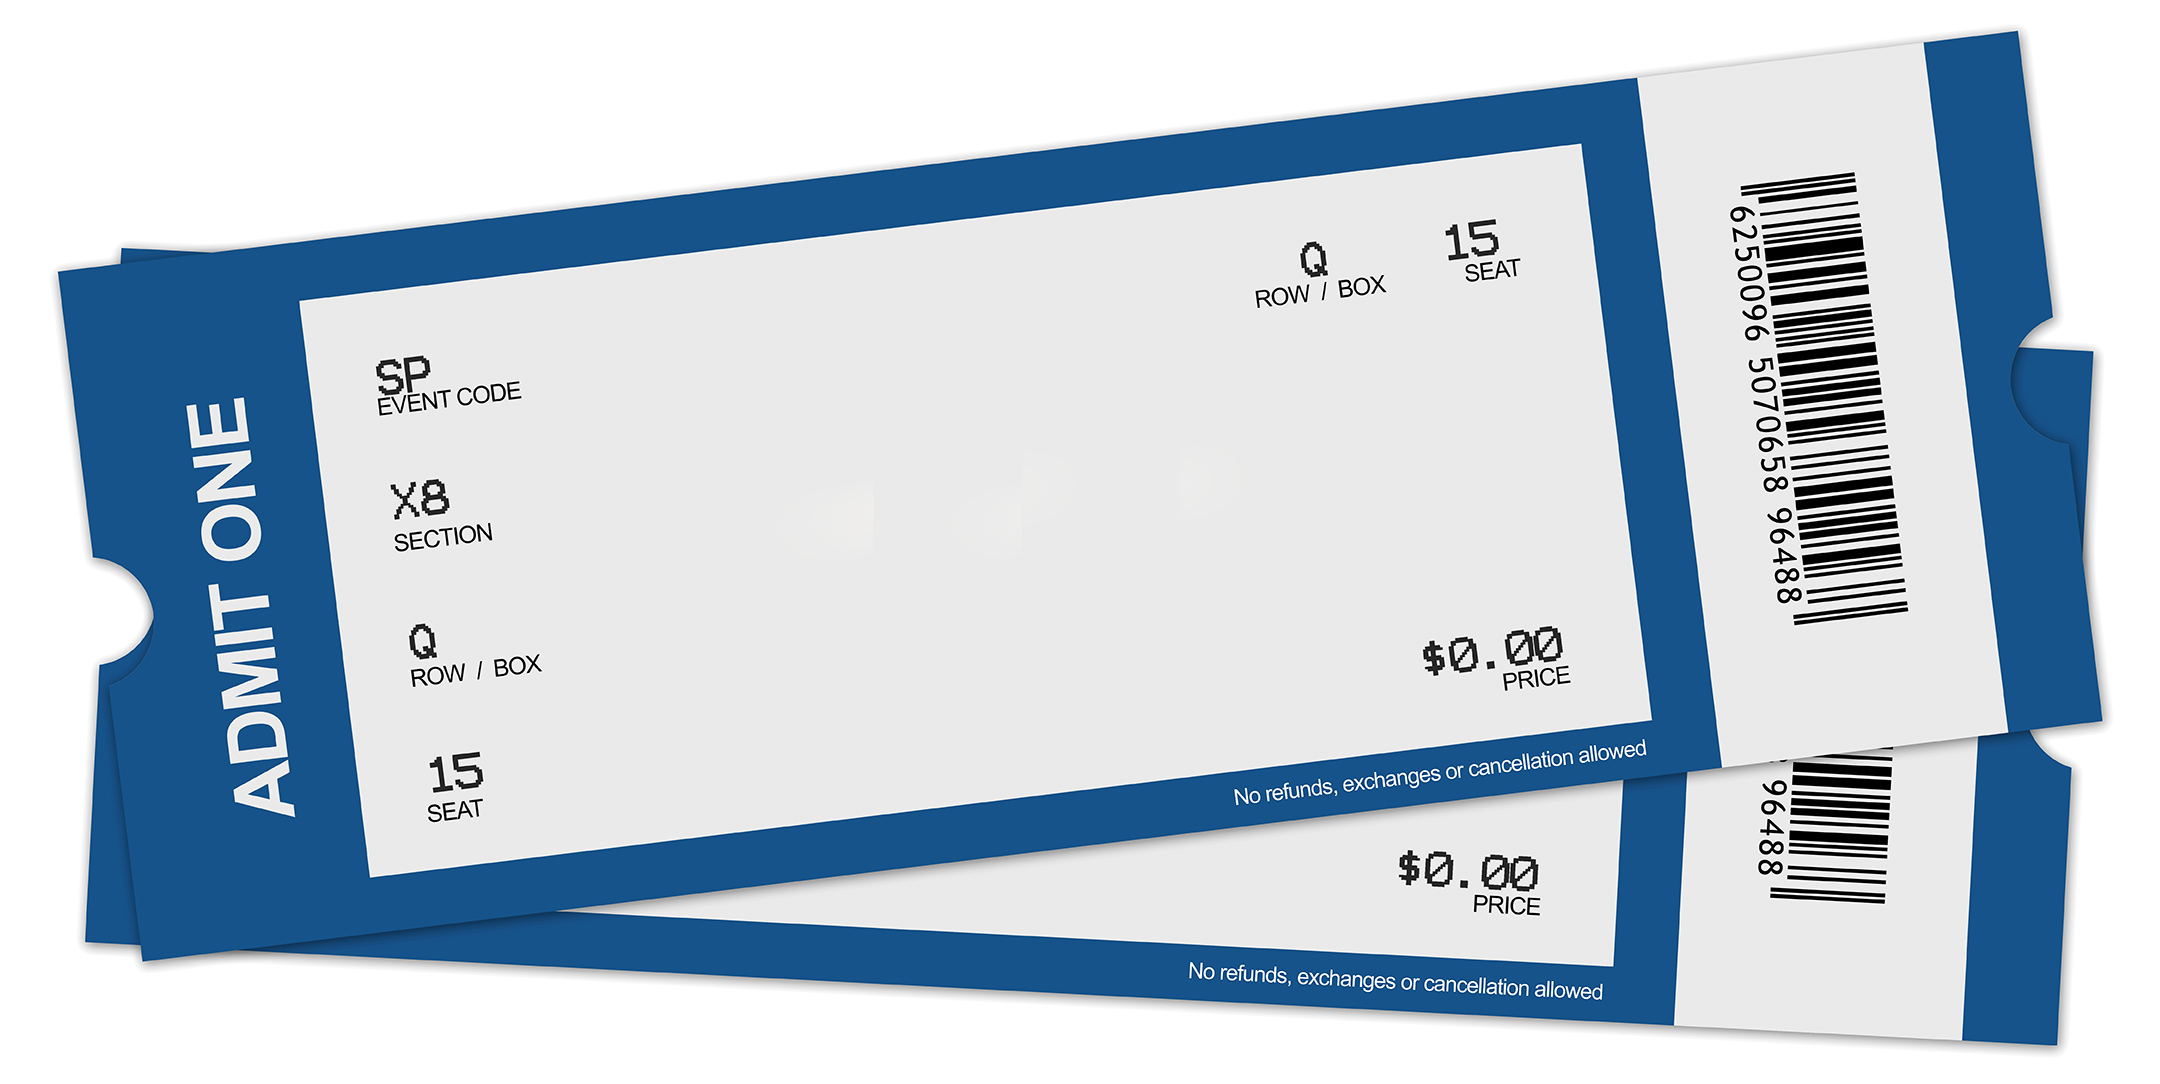 ADMIT ONE
SP
EVENT CODE
X8
SECTION
Q
ROW / BOX
15
SEAT
Q
ROW / BOX
15
SEAT
$0.00
PRICE
No refunds, exchanges or cancellation allowed
6250096 5070658 96488
$0.00
PRICE
No refunds, exchanges or cancellation allowed
96488